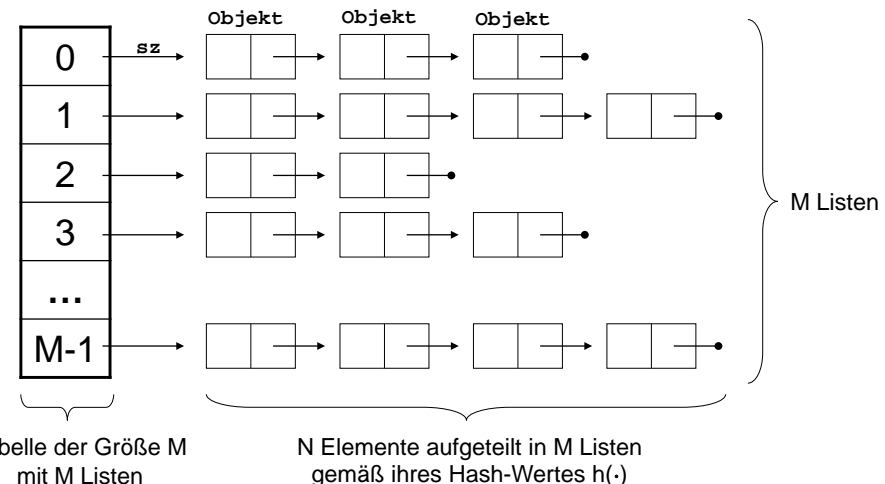 Objekt Objekt Objekt
0 sz
1
2
3
...
M-1
M Listen
belle der Größe M
mit M Listen
N Elemente aufgeteilt in M Listen
gemäß ihres Hash-Wertes h(·)